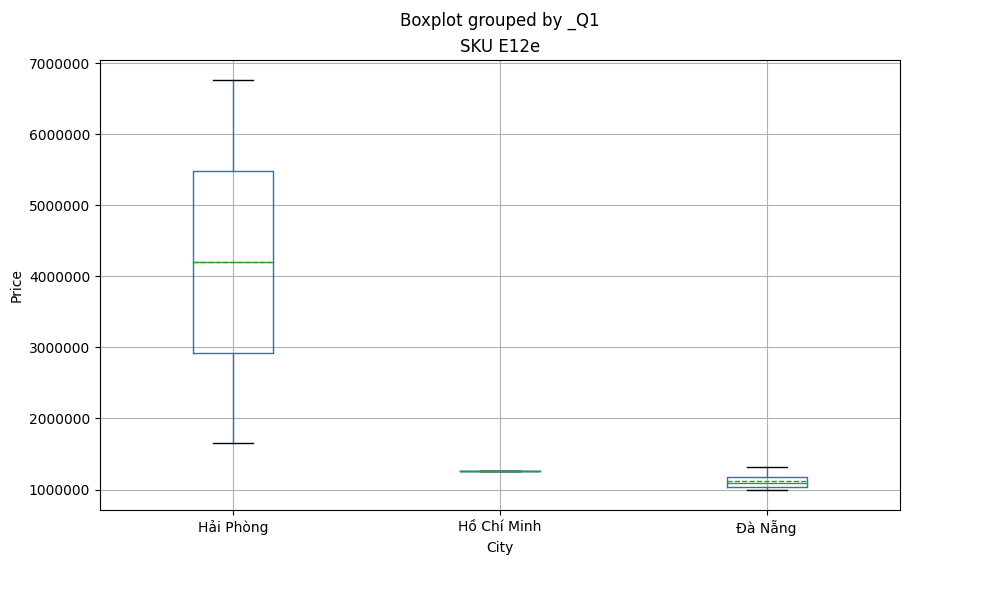 Boxplot grouped by _Q1
SKU E12e
7000000
6000000
5000000
4000000
3000000
2000000
1000000
Price
Hải Phòng
Hồ Chí Minh
Đà Nẵng
City